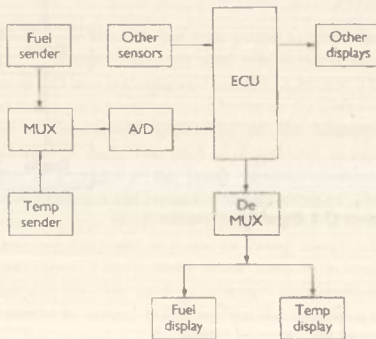 Fuel
sender
Other
sensors
ECU
Other
displays
MUX
A/D
Temp
sender
De
MUX
Fuel
display
Temp
display